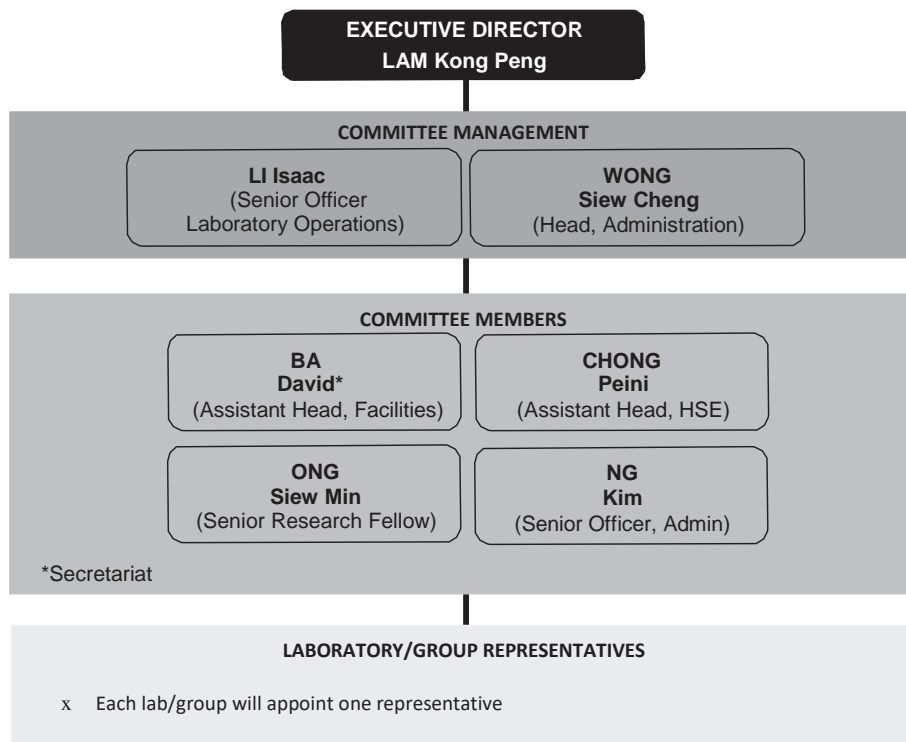 EXECUTIVE DIRECTOR
LAM Kong Peng
COMMITTEE MANAGEMENT
LI Isaac
(Senior Officer
Laboratory Operations)
WONG
Siew Cheng
(Head, Administration)
COMMITTEE MEMBERS
BA
David*
(Assistant Head, Facilities)
CHONG
Peini
(Assistant Head, HSE)
ONG
Siew Min
(Senior Research Fellow)
NG
Kim
(Senior Officer, Admin)
*Secretariat
LABORATORY/GROUP REPRESENTATIVES
x Each lab/group will appoint one representative